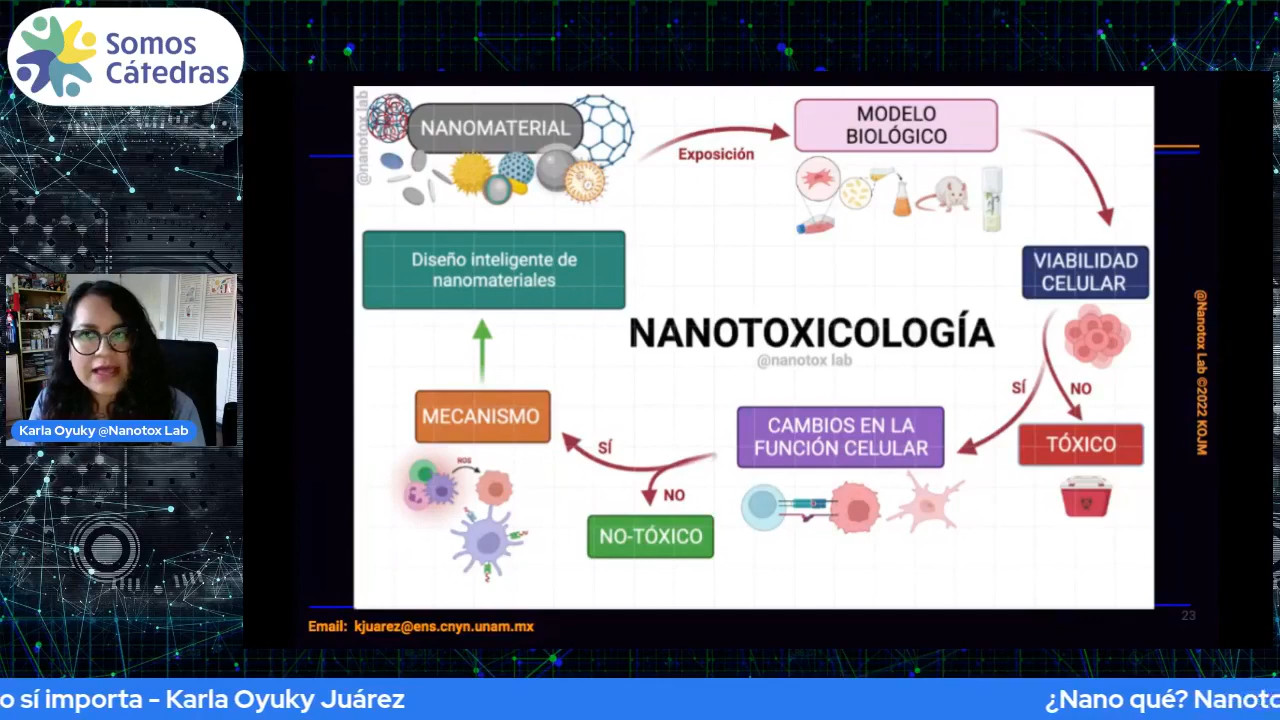 Somos
Cátedras
@nanotox lab
NANOMATERIAL
Exposición
MODELO
BIOLÓGICO
Diseño inteligente de
nanomateriales
VIABILIDAD
CELULAR
NANOTOXICOLOGÍA
@nanotox lab
SÍ
NO
MECANISMO
CAMBIOS EN LA
FUNCIÓN CELULAR
TÓXICO
SÍ
NO
ROS
NO-TÓXICO
@Nanotox Lab ©2022 KOJM
Karla Oyuky @Nanotox Lab
23
Email: kjuarez@ens.cnyn.unam.mx
o sí importa - Karla Oyuky Juárez
¿Nano qué? Nanoto